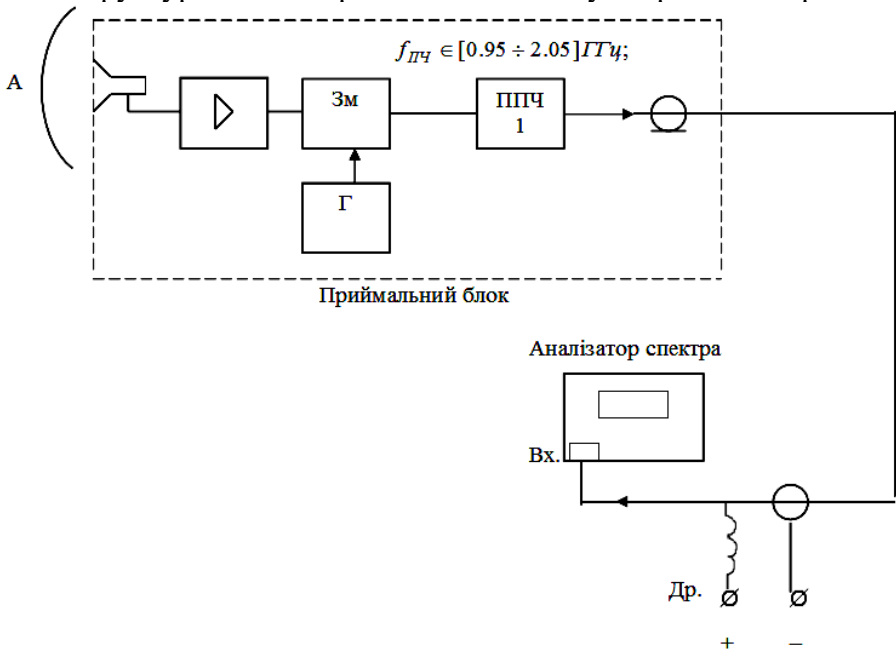 f_ПЧ ∈ [0.95 ÷ 2.05] ГГц;
А
Зм
ППЧ
1
Г
Приймальний блок
Аналізатор спектра
Вх.
Др.
+ −